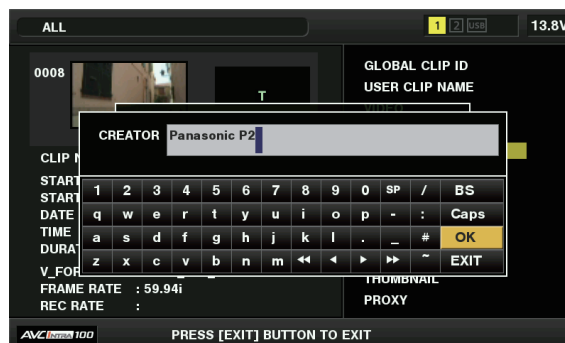 ALL
1 2 USB
13.8V
0008
T
GLOBAL CLIP ID
USER CLIP NAME
VIDEO
CREATOR Panasonic P2
CLIP
START
START
DATE
TIME
DURAT
V_FOR
FRAME RATE : 59.94i
REC RATE :
1 2 3 4 5 6 7 8 9 0 SP / BS
q w e r t y u i o p - : Caps
a s d f g h j k l . _ # OK
z x c v b n m ◀◀ ◀ ▶ ▶▶ ~ EXIT
THUMBNAIL
PROXY
AVC INTRA 100
PRESS [EXIT] BUTTON TO EXIT